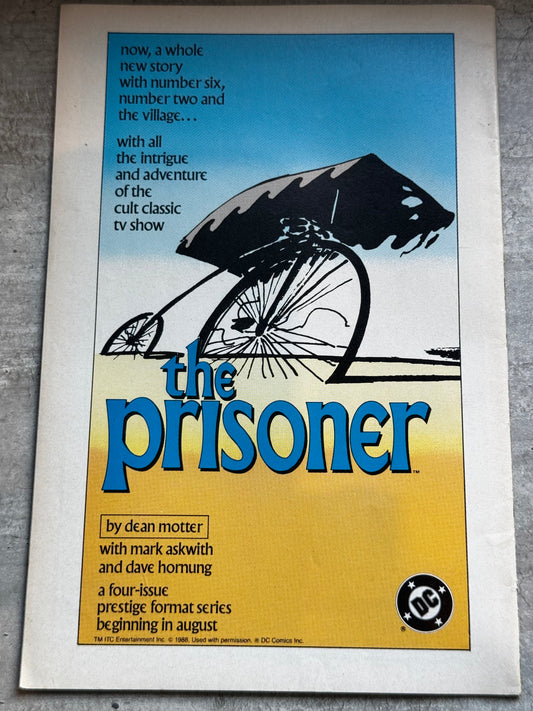 now, a whole
new story
with number six,
number two and
the village...
with all
the intrigue
and adventure
of the
cult classic
tv show
the
prisoner™
by dean motter
with mark askwith
and dave hornung
a four-issue
prestige format series
beginning in august
DC
®
TM ITC Entertainment Inc. © 1988. Used with permission. ® DC Comics Inc.